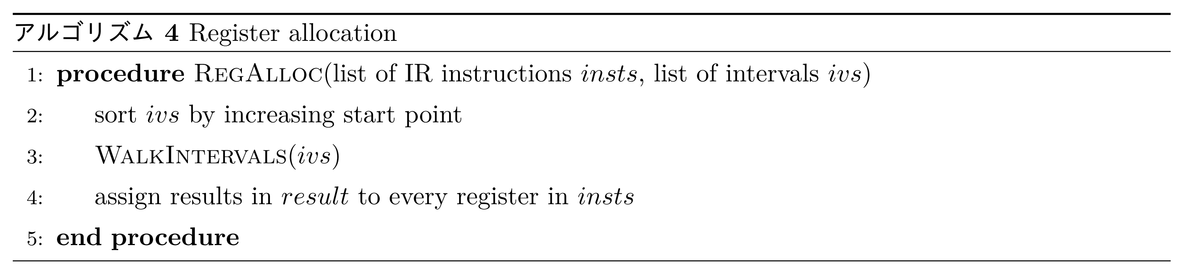 アルゴリズム 4 Register allocation
1: procedure REGALLOC(list of IR instructions insts, list of intervals ivs)
2: sort ivs by increasing start point
3: WALKINTERVALS(ivs)
4: assign results in result to every register in insts
5: end procedure